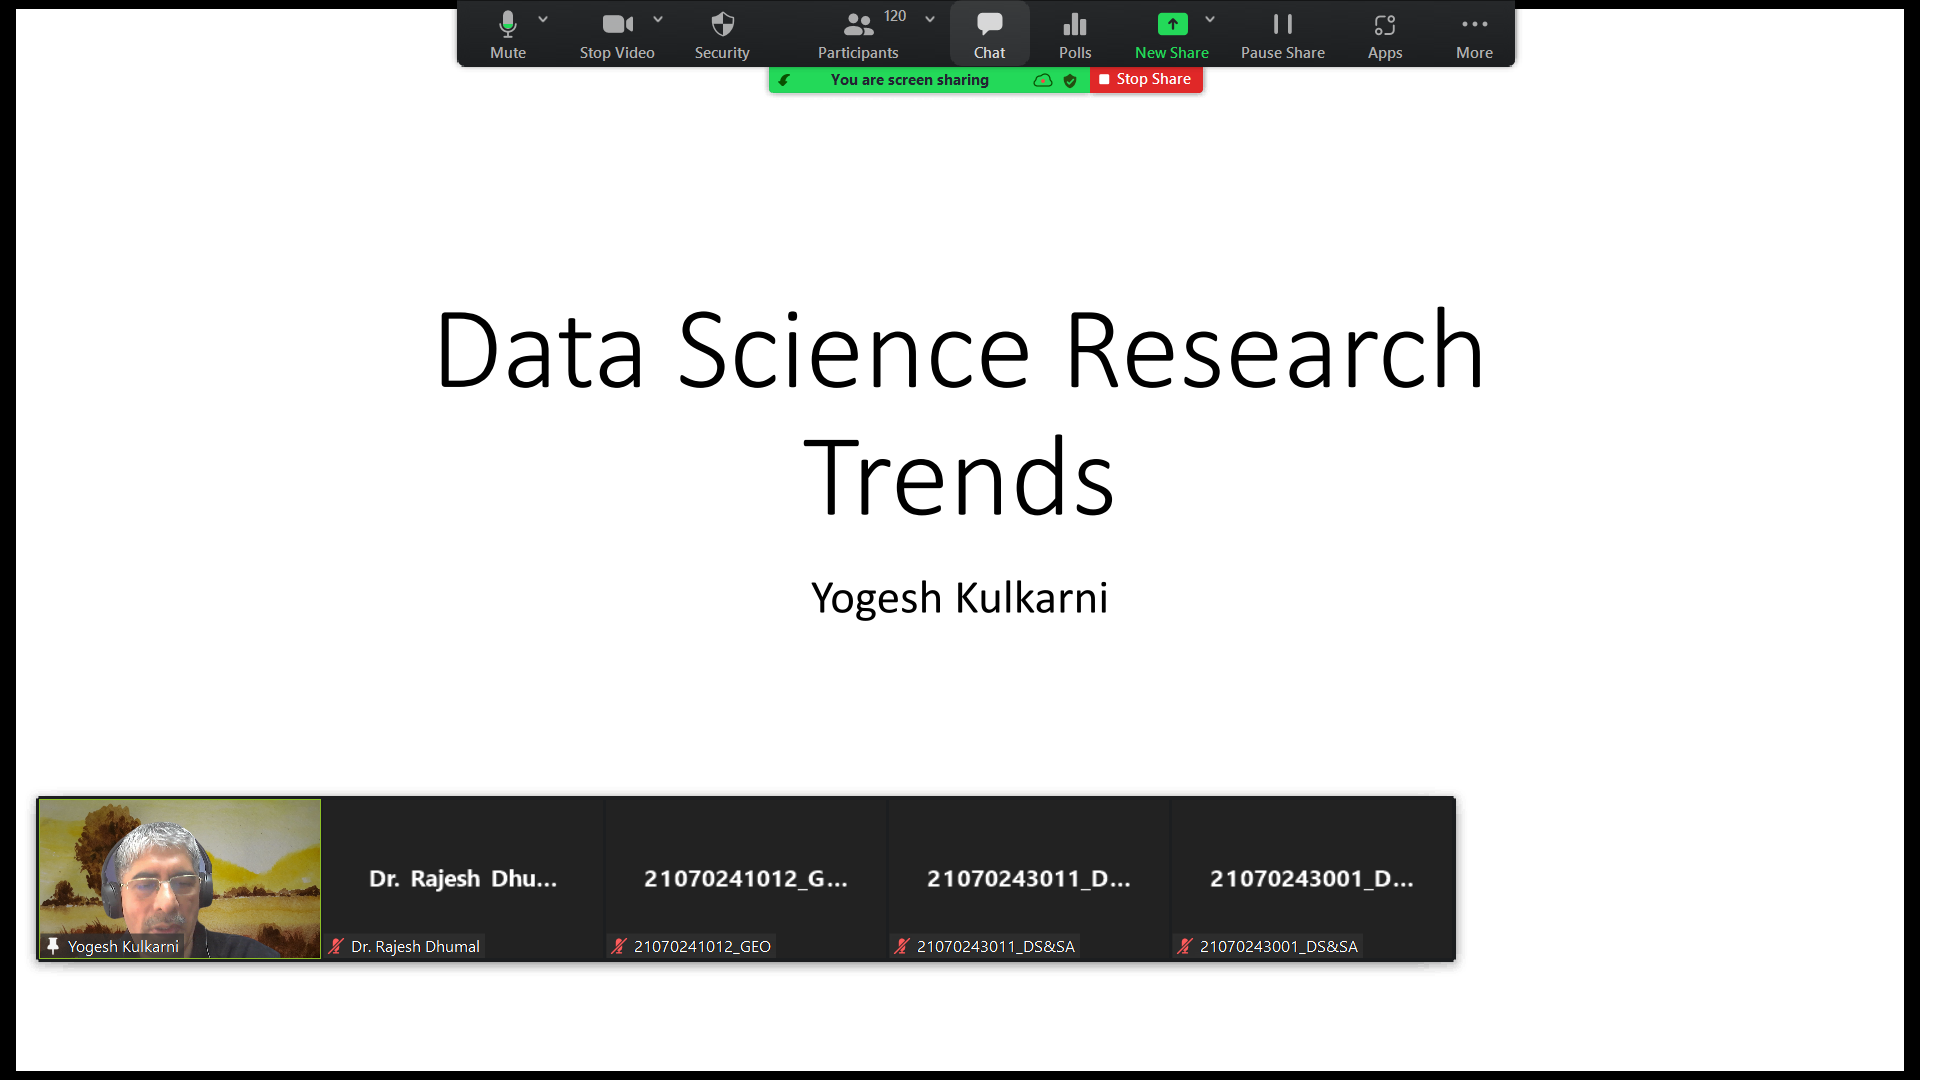 120
Mute
Stop Video
Security
Participants
Chat
Polls
New Share
Pause Share
Apps
More
You are screen sharing
Stop Share
Data Science Research
Trends
Yogesh Kulkarni
Dr. Rajesh Dhu...
21070241012_G...
21070243011_D...
21070243001_D...
Yogesh Kulkarni
Dr. Rajesh Dhumal
21070241012_GEO
21070243011_DS&SA
21070243001_DS&SA